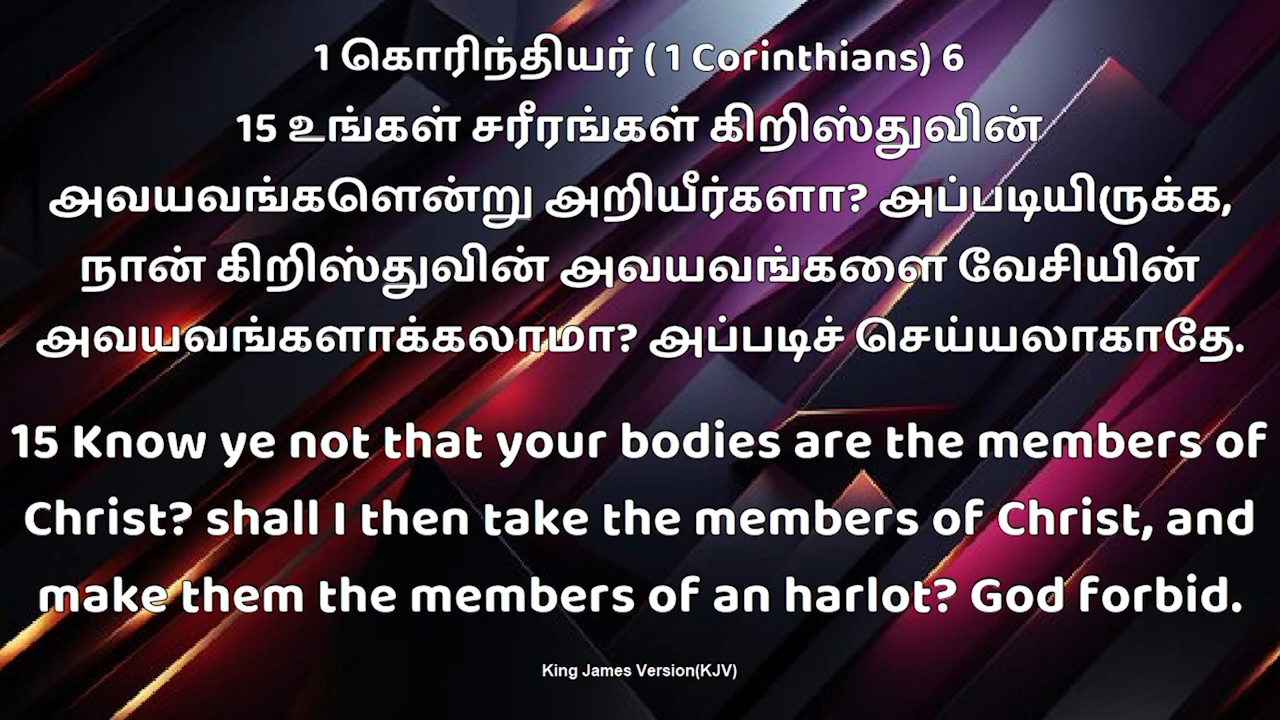 1 கொரிந்தியர் ( 1 Corinthians) 6
15 உங்கள் சரீரங்கள் கிறிஸ்துவின்
அவயவங்களென்று அறியீர்களா? அப்படியிருக்க,
நான் கிறிஸ்துவின் அவயவங்களை வேசியின்
அவயவங்களாக்கலாமா? அப்படிச் செய்யலாகாதே.
15 Know ye not that your bodies are the members of
Christ? shall I then take the members of Christ, and
make them the members of an harlot? God forbid.
King James Version(KJV)